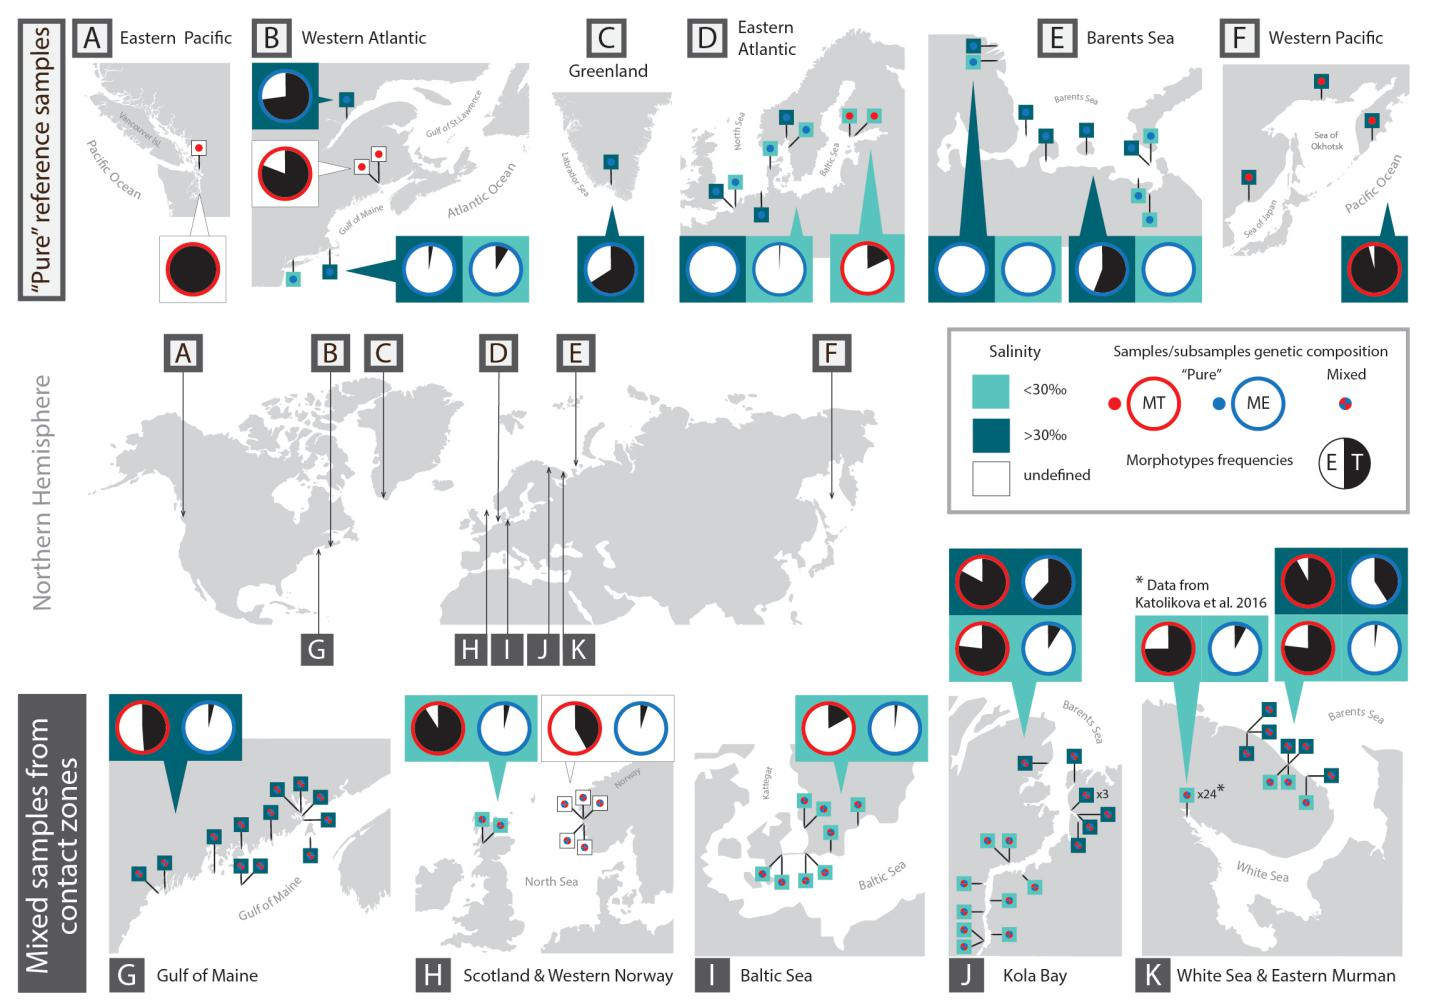 "Pure" reference samples
A Eastern Pacific
Vancouver Isl.
Pacific Ocean
B Western Atlantic
Gulf of St.Lawrence
Gulf of Maine
Atlantic Ocean
C
Greenland
Labrador Sea
D Eastern
Atlantic
North Sea
Baltic Sea
E Barents Sea
Barents Sea
F Western Pacific
Sea of
Okhotsk
Sea of Japan
Pacific Ocean
Northern Hemisphere
A
B
C
D
E
F
G
H
I
J
K
Salinity
<30‰
>30‰
undefined
Samples/subsamples genetic composition
"Pure"
Mixed
MT
ME
Morphotypes frequencies
E T
* Data from
Katolikova et al. 2016
Mixed samples from
contact zones
Gulf of Maine
G Gulf of Maine
Norway
North Sea
H Scotland & Western Norway
Kattegat
Baltic Sea
I Baltic Sea
Barents Sea
x3
J Kola Bay
Barents Sea
x24*
White Sea
K White Sea & Eastern Murman